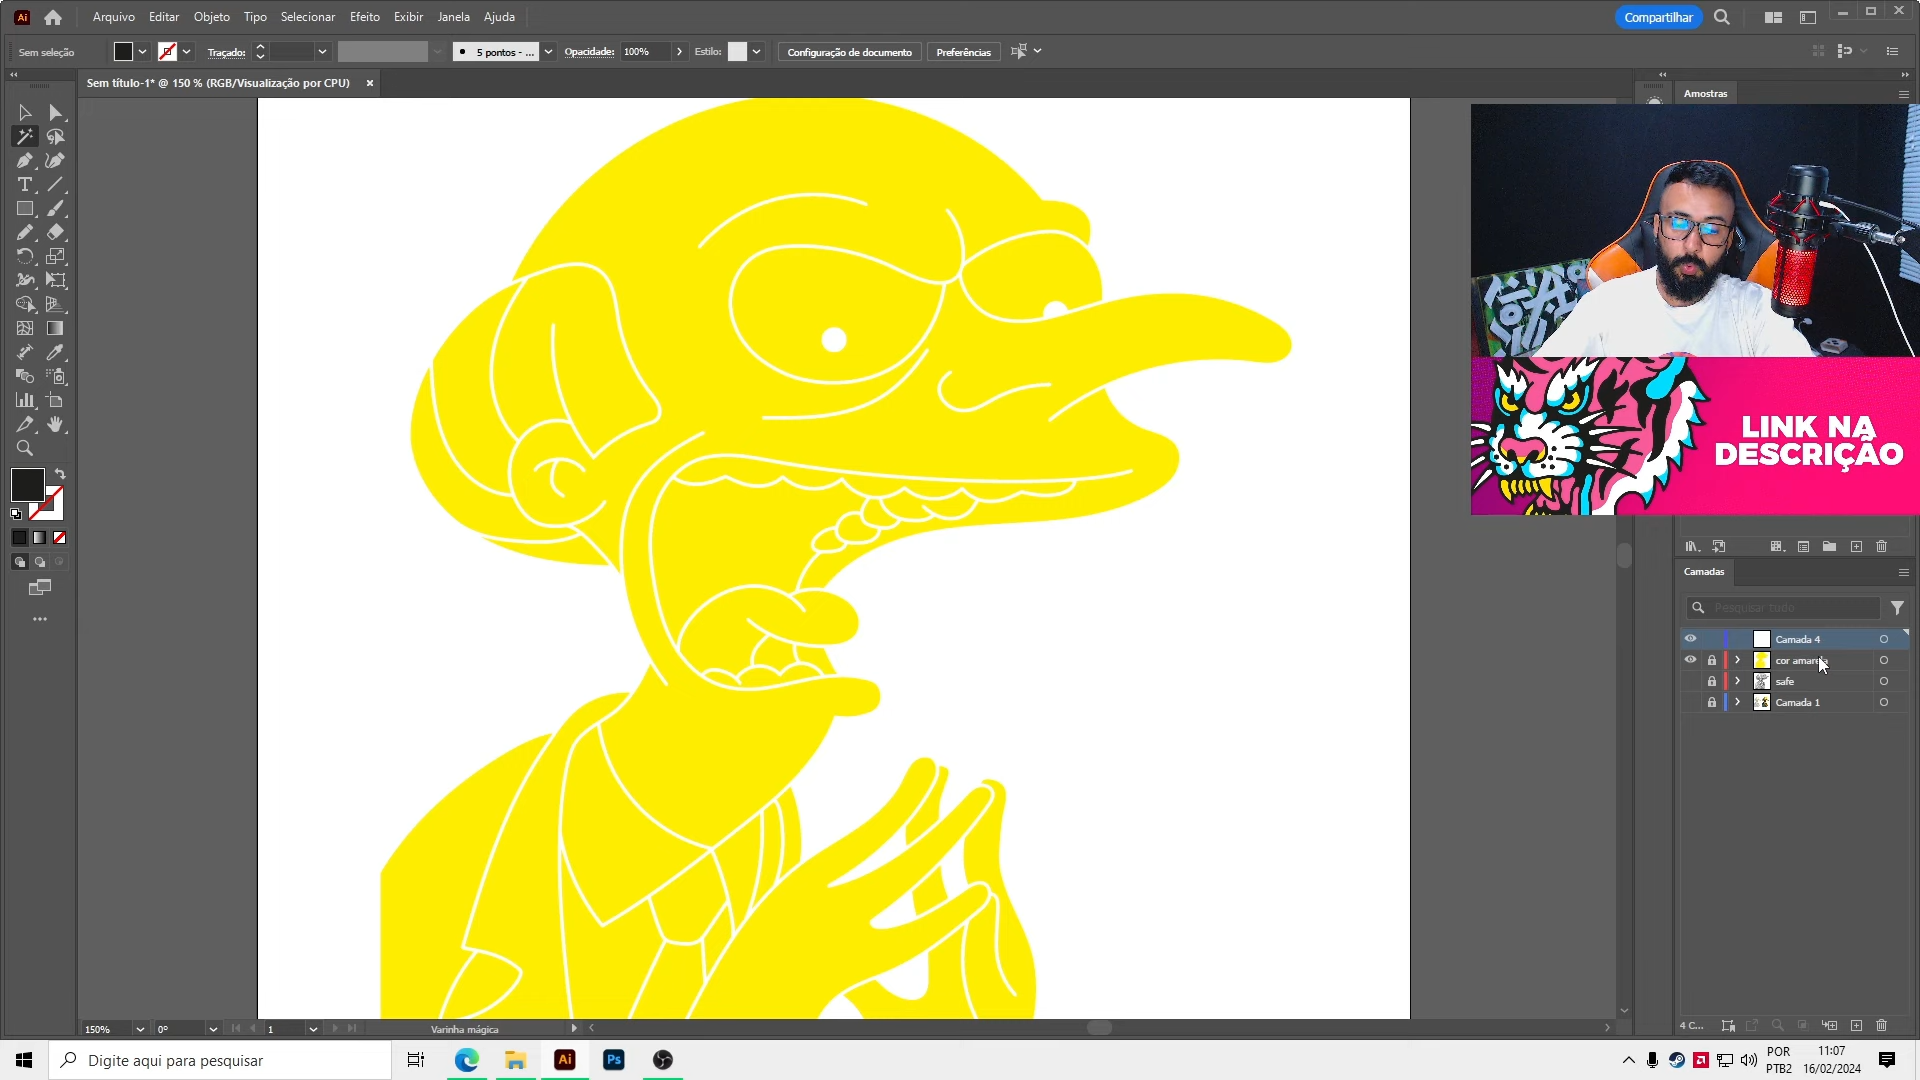 Ai Arquivo Editar Objeto Tipo Selecionar Efeito Exibir Janela Ajuda Compartilhar
Sem seleção Traçado: 5 pontos - ... Opacidade: 100% Estilo: Configuração de documento Preferências
Sem título-1* @ 150 % (RGB/Visualização por CPU) ×
Amostras
LINK NA
DESCRIÇÃO
Camadas
Pesquisar tudo
Camada 4
cor amarela
safe
Camada 1
150% 0° 1 Varinha mágica
4 C...
Digite aqui para pesquisar
Ai Ps
POR
PTB2
11:07
16/02/2024